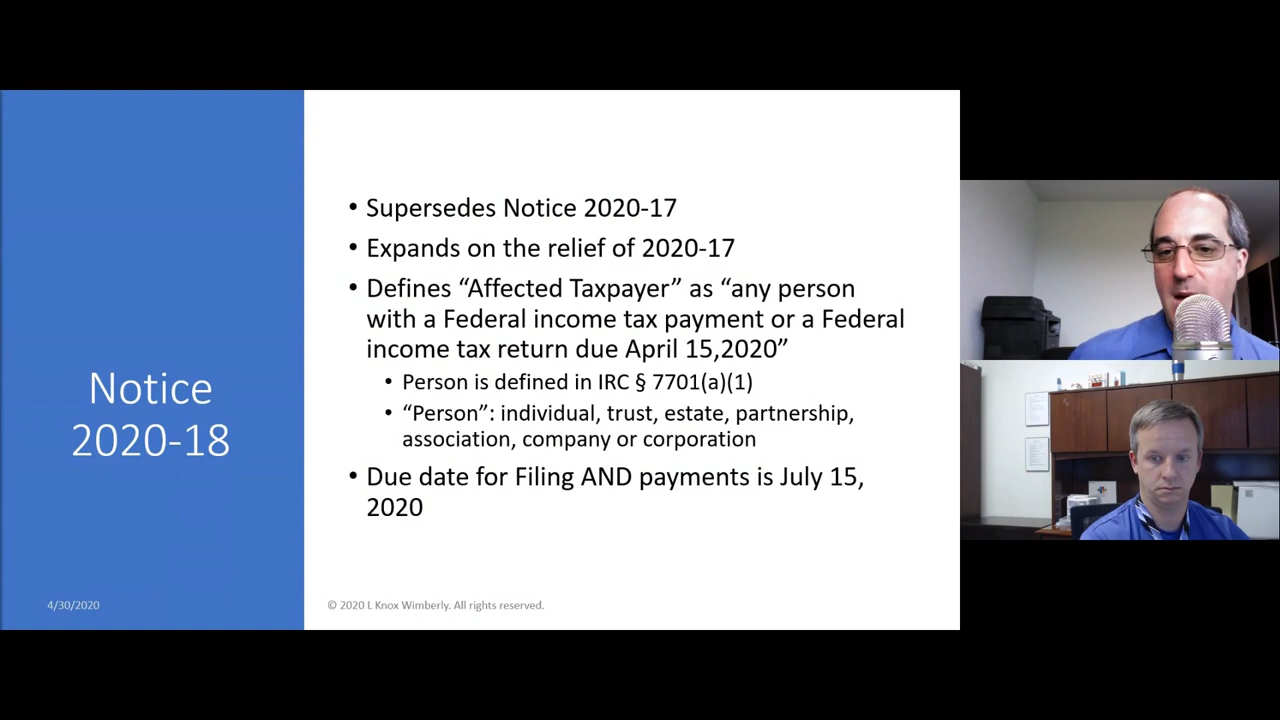 Notice
2020-18
• Supersedes Notice 2020-17
• Expands on the relief of 2020-17
• Defines “Affected Taxpayer” as “any person
with a Federal income tax payment or a Federal
income tax return due April 15,2020”
• Person is defined in IRC § 7701(a)(1)
• “Person”: individual, trust, estate, partnership,
association, company or corporation
• Due date for Filing AND payments is July 15,
2020
4/30/2020
© 2020 L Knox Wimberly. All rights reserved.